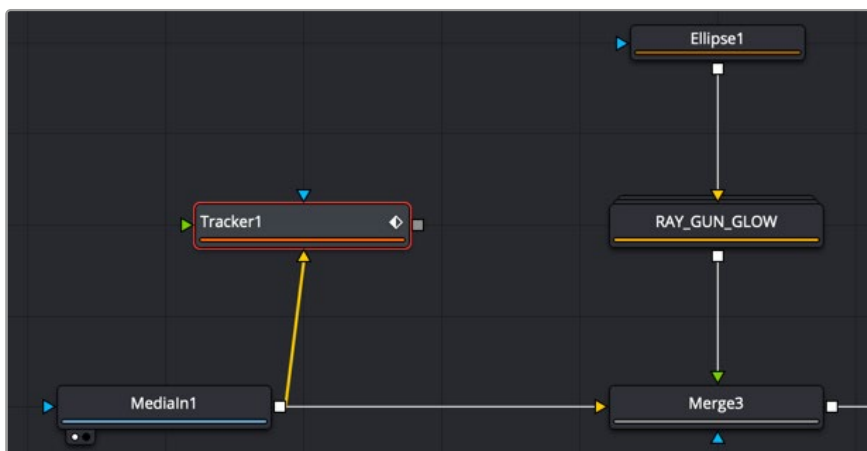 Ellipse1
Tracker1
RAY_GUN_GLOW
MediaIn1
Merge3